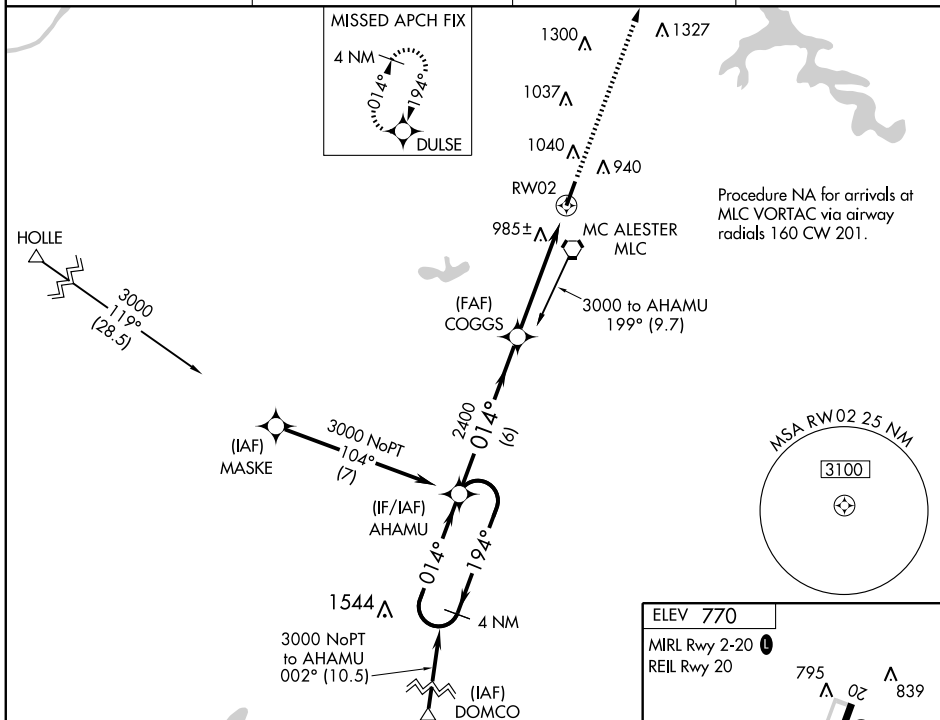 MISSED APCH FIX
4 NM
014°
194°
DULSE
1300
1327
1037
1040
940
RW02
985±
MC ALESTER
MLC
Procedure NA for arrivals at
MLC VORTAC via airway
radials 160 CW 201.
HOLLE
3000
119°
(28.5)
(FAF)
COGGS
3000 to AHAMU
199° (9.7)
2400
014°
(6)
(IAF)
MASKE
3000 NoPT
104°
(7)
(IF/IAF)
AHAMU
014°
194°
4 NM
1544
3000 NoPT
to AHAMU
002° (10.5)
(IAF)
DOMCO
MSA RW02 25 NM
3100
ELEV 770
MIRL Rwy 2-20 L
REIL Rwy 20
795
20
839